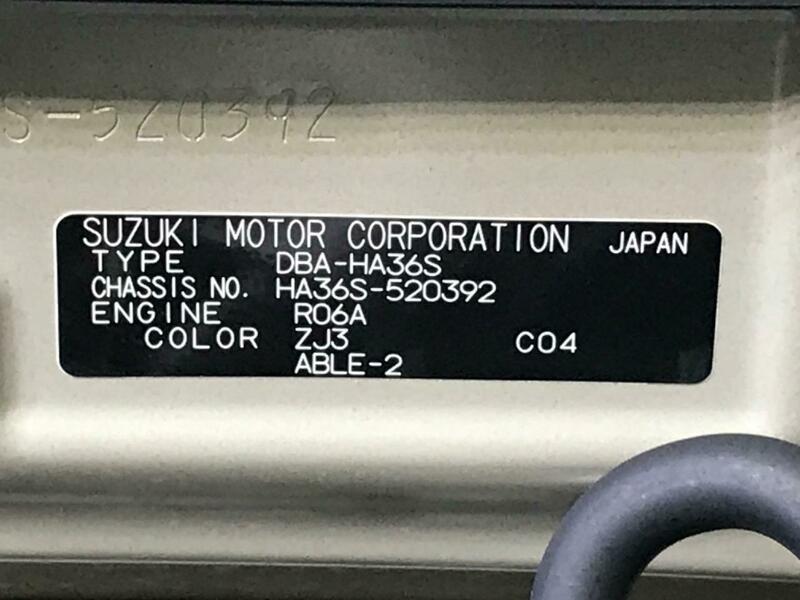 S-520392
SUZUKI MOTOR CORPORATION JAPAN
TYPE DBA-HA36S
CHASSIS NO. HA36S-520392
ENGINE R06A
COLOR ZJ3 C04
ABLE-2